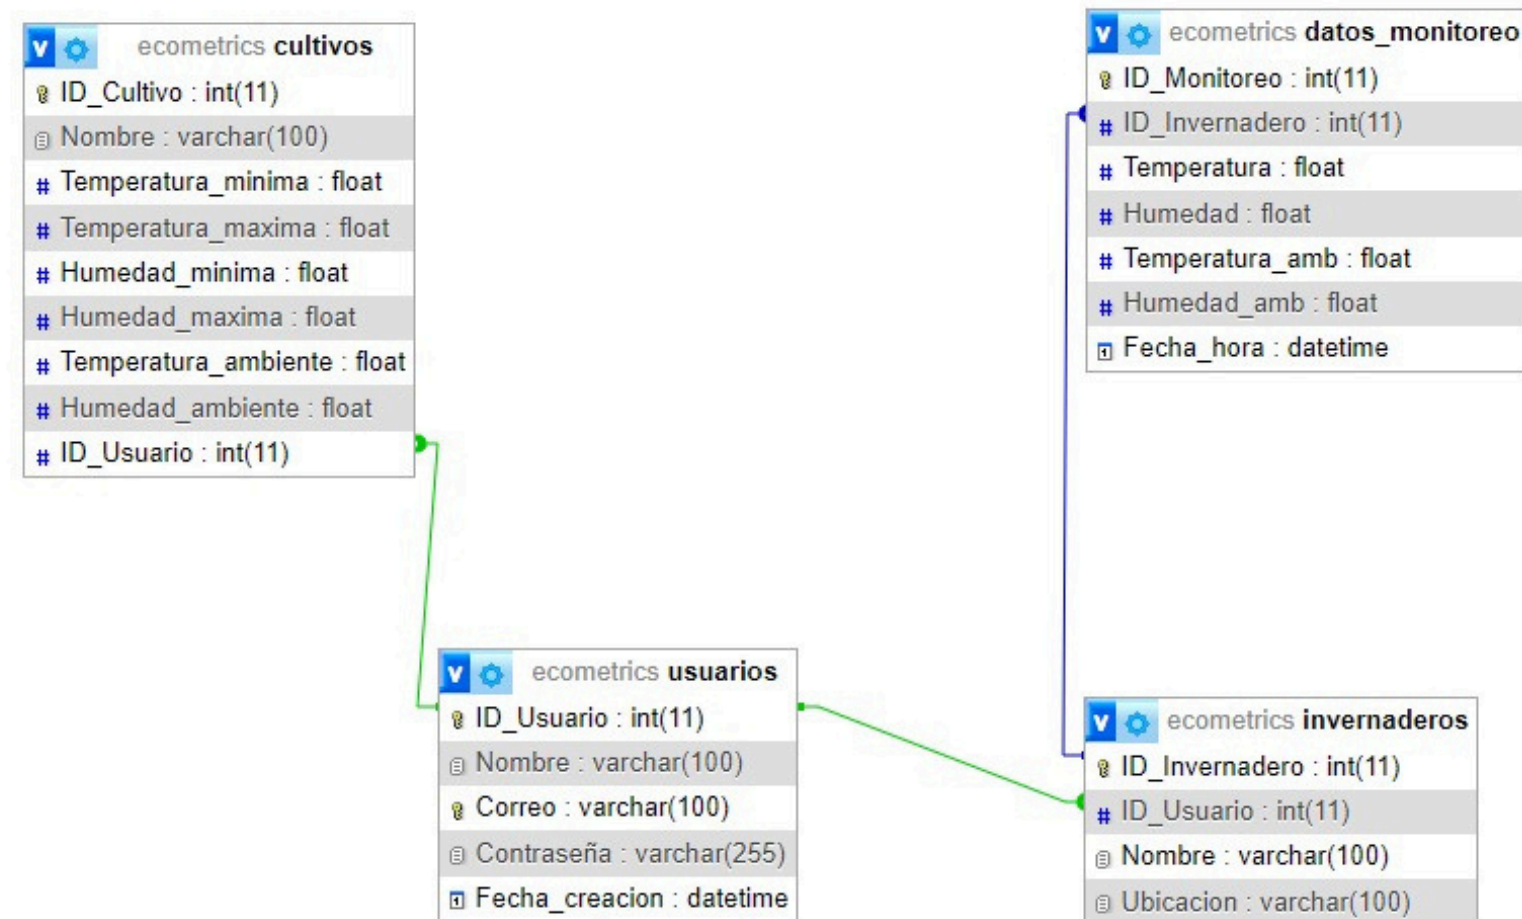 ecometrics cultivos
ID_Cultivo : int(11)
Nombre : varchar(100)
# Temperatura_minima : float
# Temperatura_maxima : float
# Humedad_minima : float
# Humedad_maxima : float
# Temperatura_ambiente : float
# Humedad_ambiente : float
# ID_Usuario : int(11)
ecometrics datos_monitoreo
ID_Monitoreo : int(11)
# ID_Invernadero : int(11)
# Temperatura : float
# Humedad : float
# Temperatura_amb : float
# Humedad_amb : float
Fecha_hora : datetime
ecometrics usuarios
ID_Usuario : int(11)
Nombre : varchar(100)
Correo : varchar(100)
Contraseña : varchar(255)
Fecha_creacion : datetime
ecometrics invernaderos
ID_Invernadero : int(11)
# ID_Usuario : int(11)
Nombre : varchar(100)
Ubicacion : varchar(100)